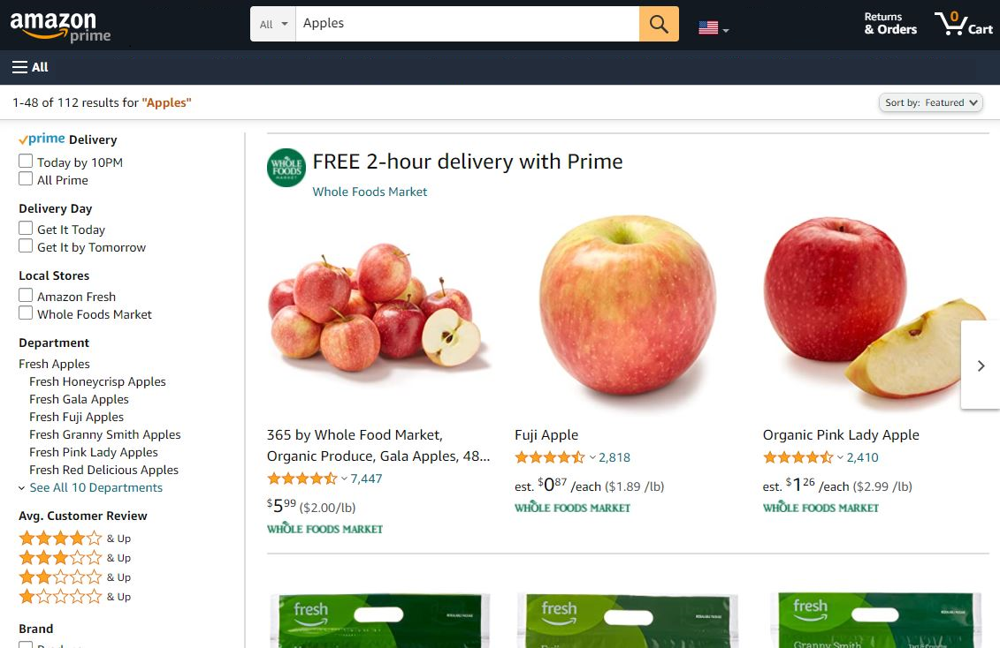 amazon
prime
All
Apples
Returns
& Orders
0
Cart
All
1-48 of 112 results for "Apples"
Sort by: Featured
prime Delivery
Today by 10PM
All Prime
Delivery Day
Get It Today
Get It by Tomorrow
Local Stores
Amazon Fresh
Whole Foods Market
Department
Fresh Apples
Fresh Honeycrisp Apples
Fresh Gala Apples
Fresh Fuji Apples
Fresh Granny Smith Apples
Fresh Pink Lady Apples
Fresh Red Delicious Apples
See All 10 Departments
Avg. Customer Review
& Up
& Up
& Up
& Up
Brand
WHOLE
FOODS
MARKET
FREE 2-hour delivery with Prime
Whole Foods Market
365 by Whole Food Market,
Organic Produce, Gala Apples, 48...
7,447
$5.99 ($2.00/lb)
WHOLE FOODS MARKET
Fuji Apple
2,818
est. $0.87 /each ($1.89 /lb)
WHOLE FOODS MARKET
Organic Pink Lady Apple
2,410
est. $1.26 /each ($2.99 /lb)
WHOLE FOODS MARKET
fresh
RESEALABLE PACKAGE
fresh
RESEALABLE PACKAGE
fresh
RESEALABLE PACKAGE
Granny Smith